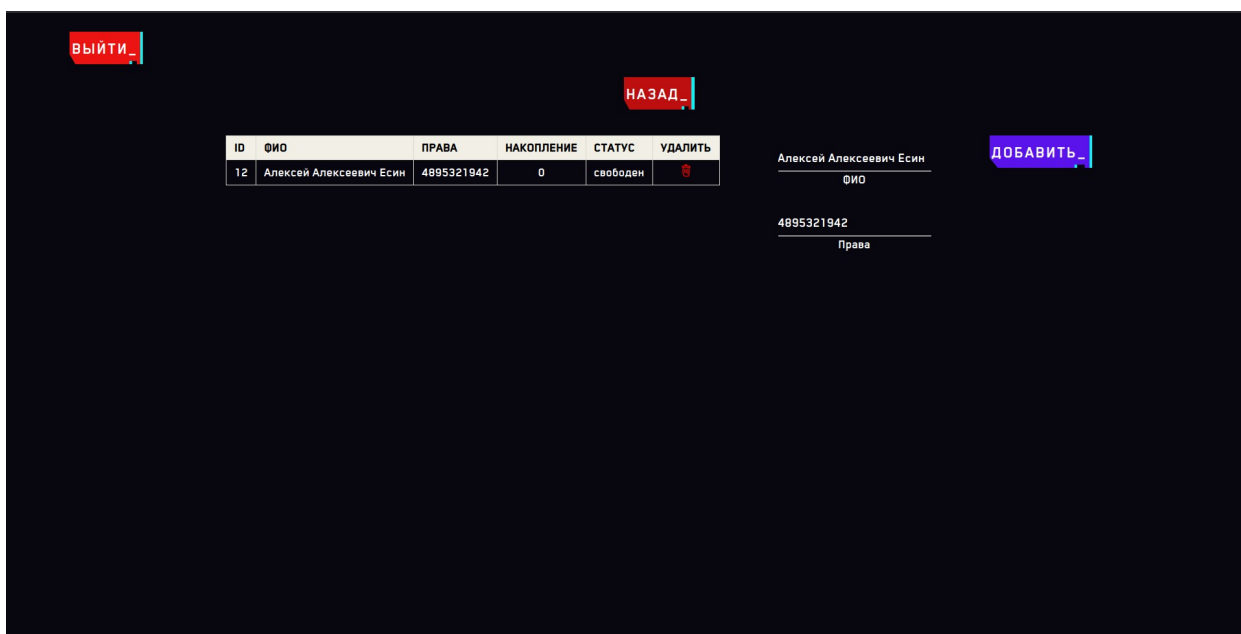 ВЫЙТИ_
НАЗАД_
ID ФИО ПРАВА НАКОПЛЕНИЕ СТАТУС УДАЛИТЬ
12 Алексей Алексеевич Есин 4895321942 0 свободен
Алексей Алексеевич Есин
ФИО
4895321942
Права
ДОБАВИТЬ_